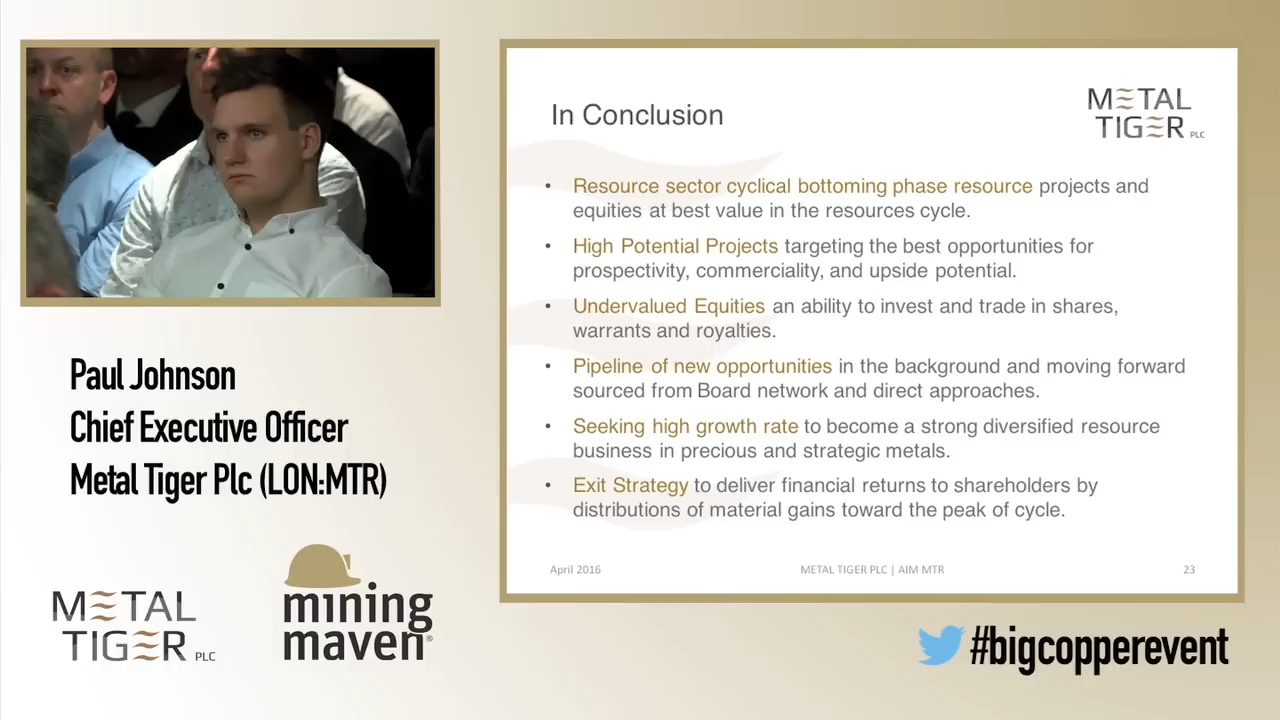 Paul Johnson
Chief Executive Officer
Metal Tiger Plc (LON:MTR)
METAL
TIGER PLC
mining
maven®
In Conclusion
METAL
TIGER PLC
• Resource sector cyclical bottoming phase resource projects and
equities at best value in the resources cycle.
• High Potential Projects targeting the best opportunities for
prospectivity, commerciality, and upside potential.
• Undervalued Equities an ability to invest and trade in shares,
warrants and royalties.
• Pipeline of new opportunities in the background and moving forward
sourced from Board network and direct approaches.
• Seeking high growth rate to become a strong diversified resource
business in precious and strategic metals.
• Exit Strategy to deliver financial returns to shareholders by
distributions of material gains toward the peak of cycle.
April 2016 METAL TIGER PLC | AIM MTR 23
#bigcopperevent